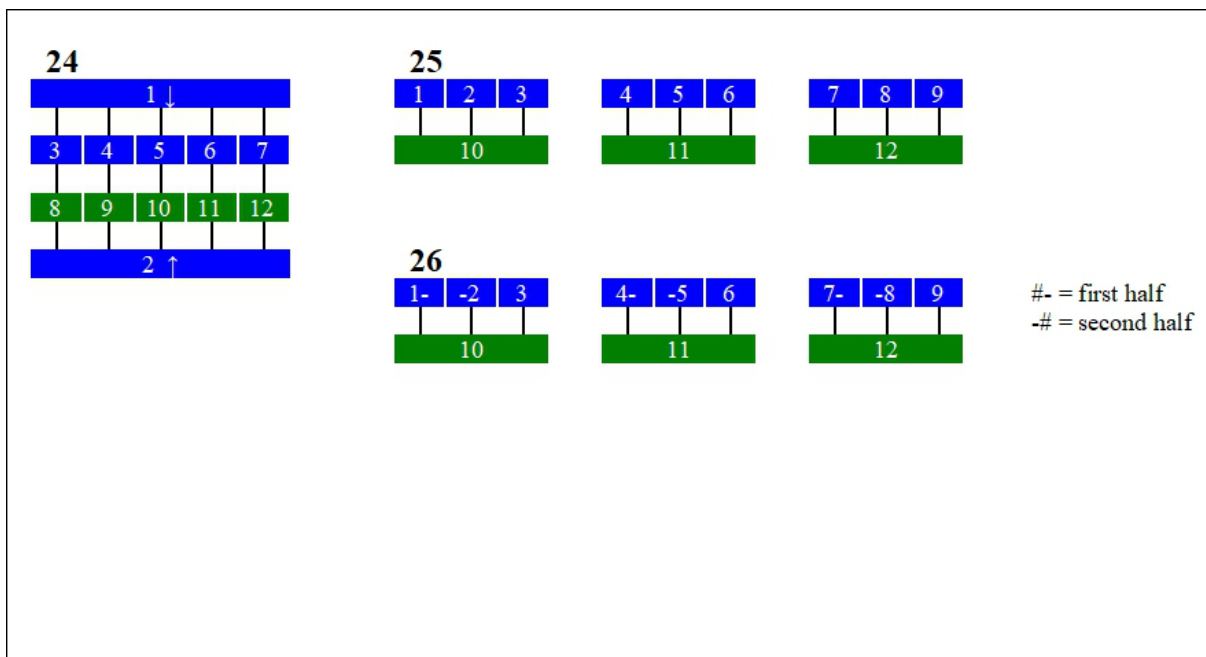 24
1 ↓
3 4 5 6 7
8 9 10 11 12
2 ↑
25
1 2 3 4 5 6 7 8 9
10 11 12
26
1- -2 3 4- -5 6 7- -8 9
10 11 12
#- = first half
-# = second half